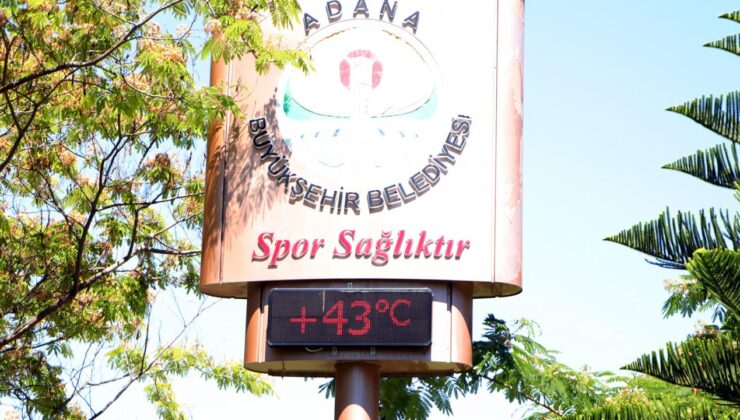 ADANA
BÜYÜKŞEHİR BELEDİYESİ
Spor Sağlıktır
+43°C